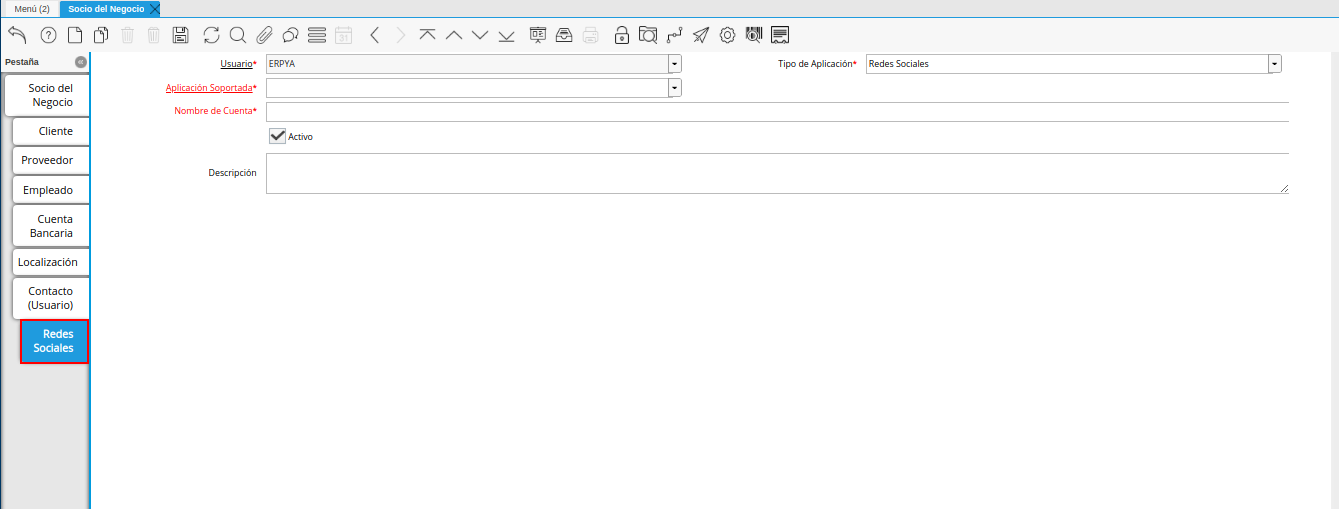 Menú (2)
Socio del Negocio
31
Pestaña
Socio del
Negocio
Cliente
Proveedor
Empleado
Cuenta
Bancaria
Localización
Contacto
(Usuario)
Redes
Sociales
Usuario* ERPYA
Tipo de Aplicación* Redes Sociales
Aplicación Soportada*
Nombre de Cuenta*
Activo
Descripción